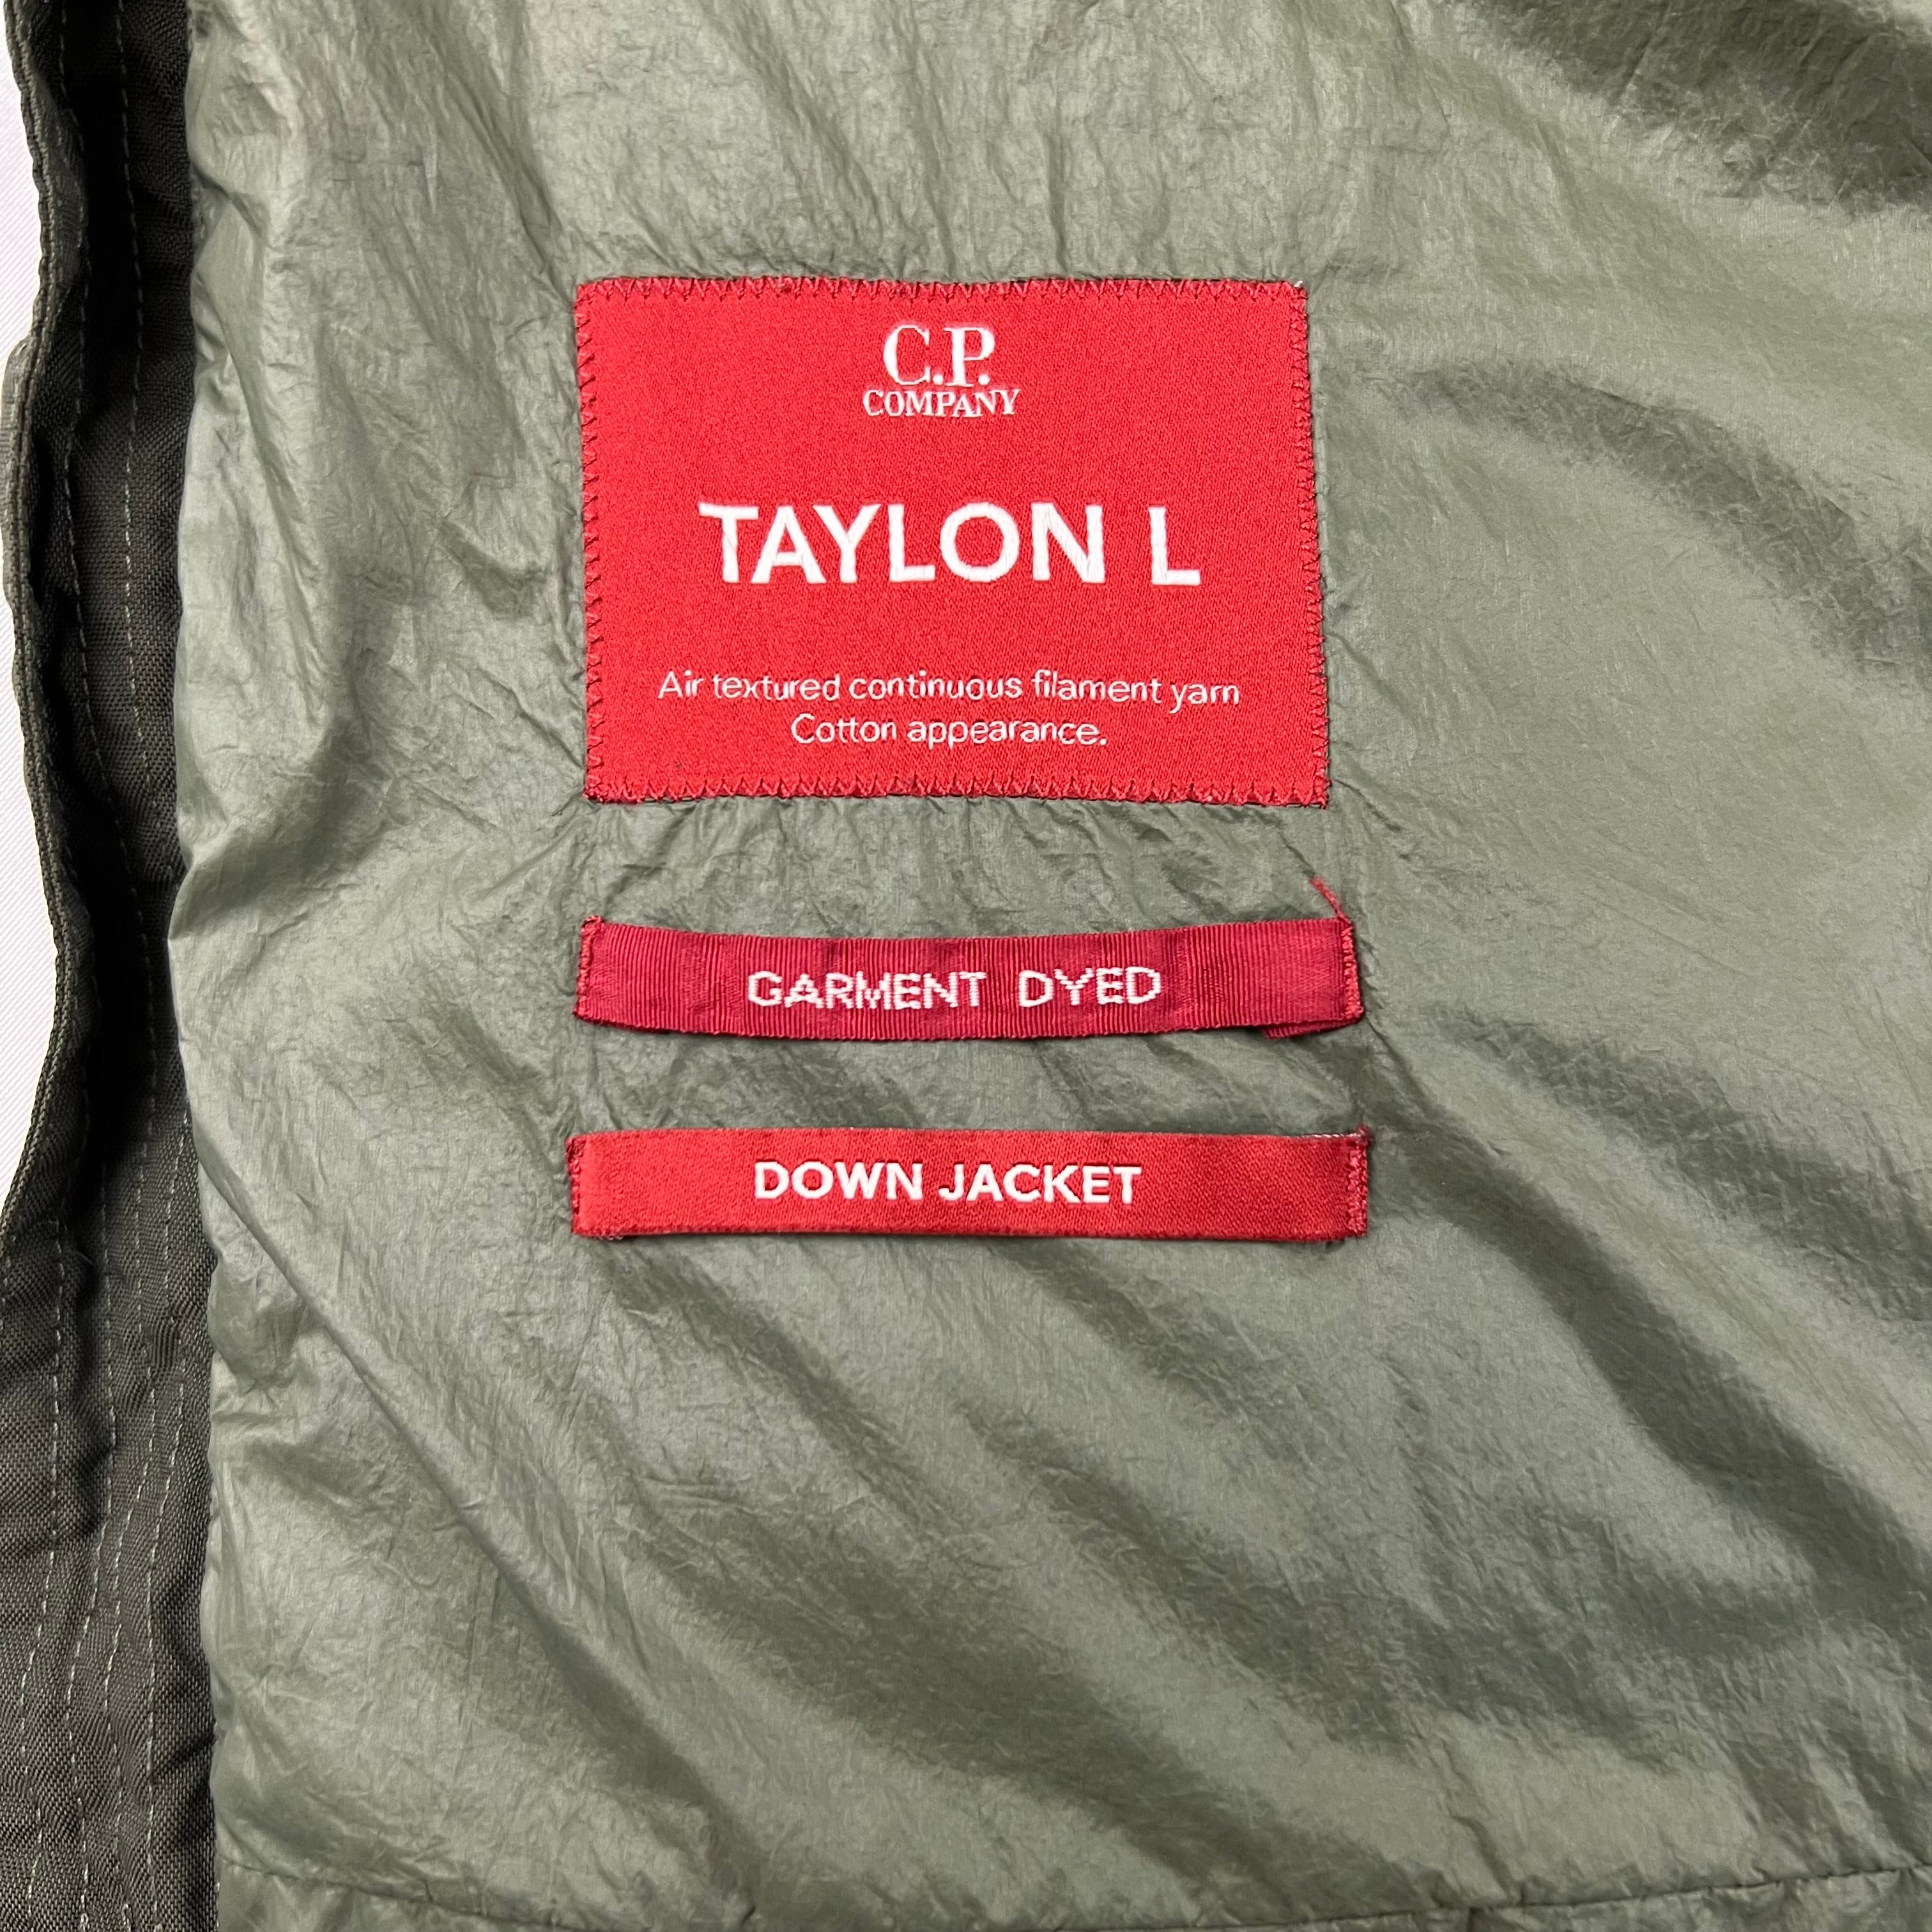 C.P.
COMPANY
TAYLON L
Air textured continuous filament yarn
Cotton appearance.
GARMENT DYED
DOWN JACKET